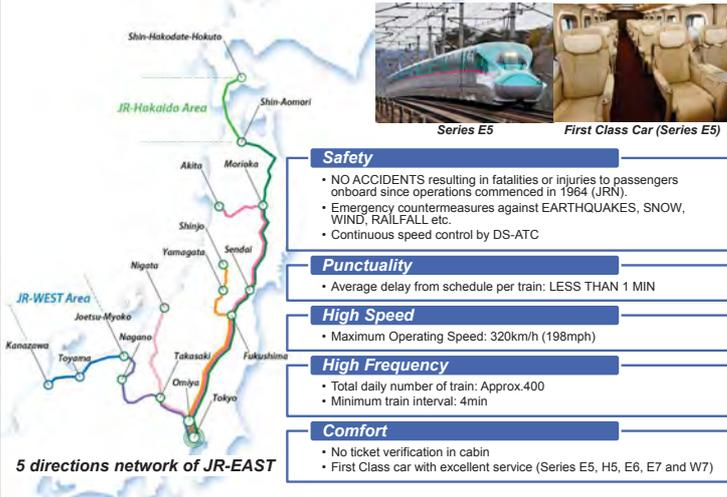 Shin-Hakodate-Hokuto
JR-Hakaido Area
Shin-Aomori
Akita
Morioka
Shinjo
Yamagata
Sendai
Nigata
JR-WEST Area
Joetsu-Myoko
Nagano
Kanazawa
Toyama
Takasaki
Fukushima
Omiya
Tokyo
5 directions network of JR-EAST
Series E5
First Class Car (Series E5)
Safety
• NO ACCIDENTS resulting in fatalities or injuries to passengers
onboard since operations commenced in 1964 (JRN).
• Emergency countermeasures against EARTHQUAKES, SNOW,
WIND, RAILFALL etc.
• Continuous speed control by DS-ATC
Punctuality
• Average delay from schedule per train: LESS THAN 1 MIN
High Speed
• Maximum Operating Speed: 320km/h (198mph)
High Frequency
• Total daily number of train: Approx.400
• Minimum train interval: 4min
Comfort
• No ticket verification in cabin
• First Class car with excellent service (Series E5, H5, E6, E7 and W7)